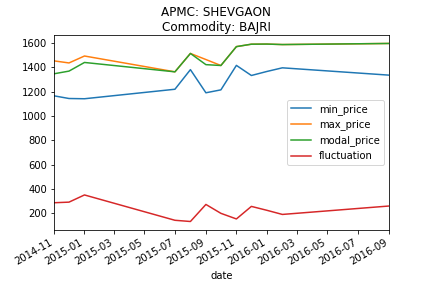 APMC: SHEVGAON
Commodity: BAJRI
1600
1400
1200
1000
800
600
400
200
min_price
max_price
modal_price
fluctuation
2014-11
2015-01
2015-03
2015-05
2015-07
2015-09
2015-11
2016-01
2016-03
2016-05
2016-07
2016-09
date